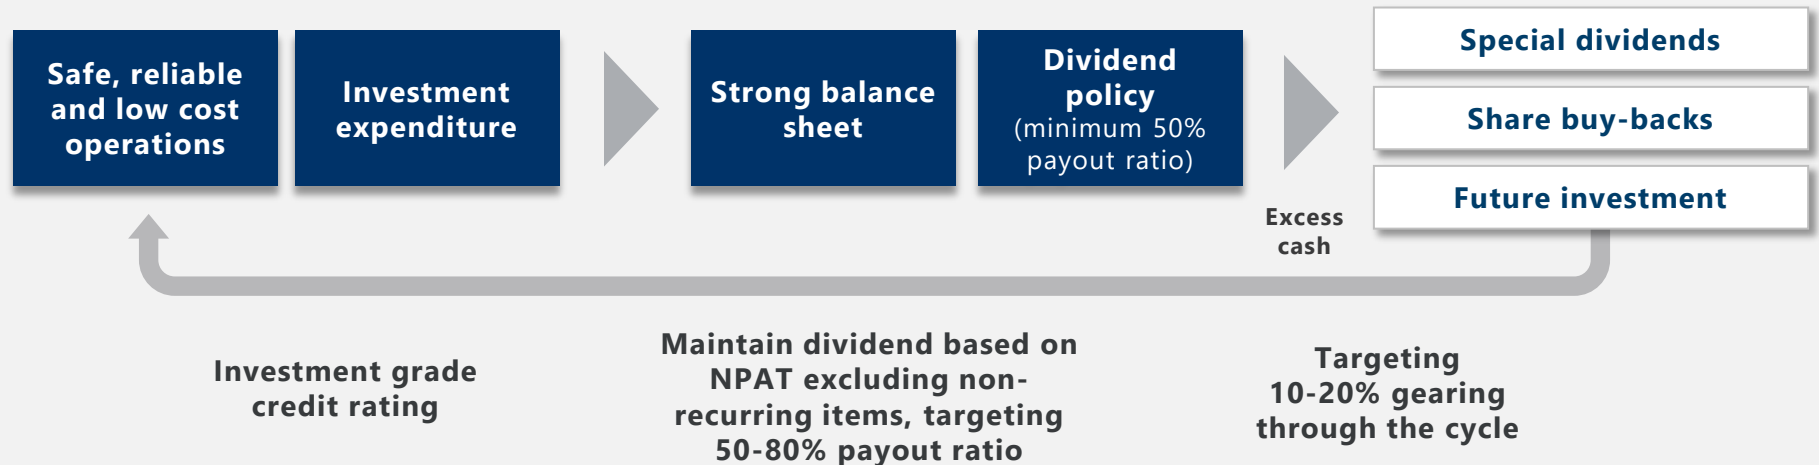 Safe, reliable
and low cost
operations
Investment
expenditure
Strong balance
sheet
Dividend
policy
(minimum 50%
payout ratio)
Excess
cash
Special dividends
Share buy-backs
Future investment
Investment grade
credit rating
Maintain dividend based on
NPAT excluding non-
recurring items, targeting
50-80% payout ratio
Targeting
10-20% gearing
through the cycle